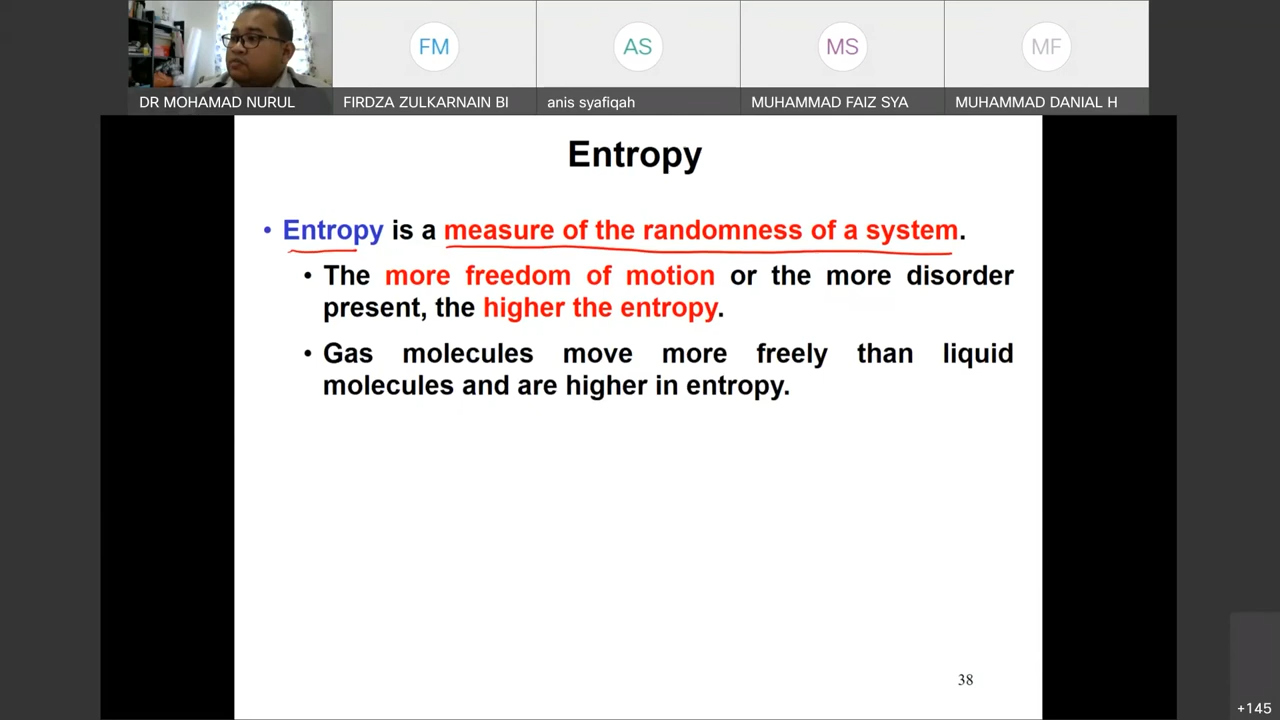 FM
AS
MS
MF
DR MOHAMAD NURUL
FIRDZA ZULKARNAIN BI
anis syafiqah
MUHAMMAD FAIZ SYA
MUHAMMAD DANIAL H
Entropy
• Entropy is a measure of the randomness of a system.
• The more freedom of motion or the more disorder
present, the higher the entropy.
• Gas molecules move more freely than liquid
molecules and are higher in entropy.
38
+145